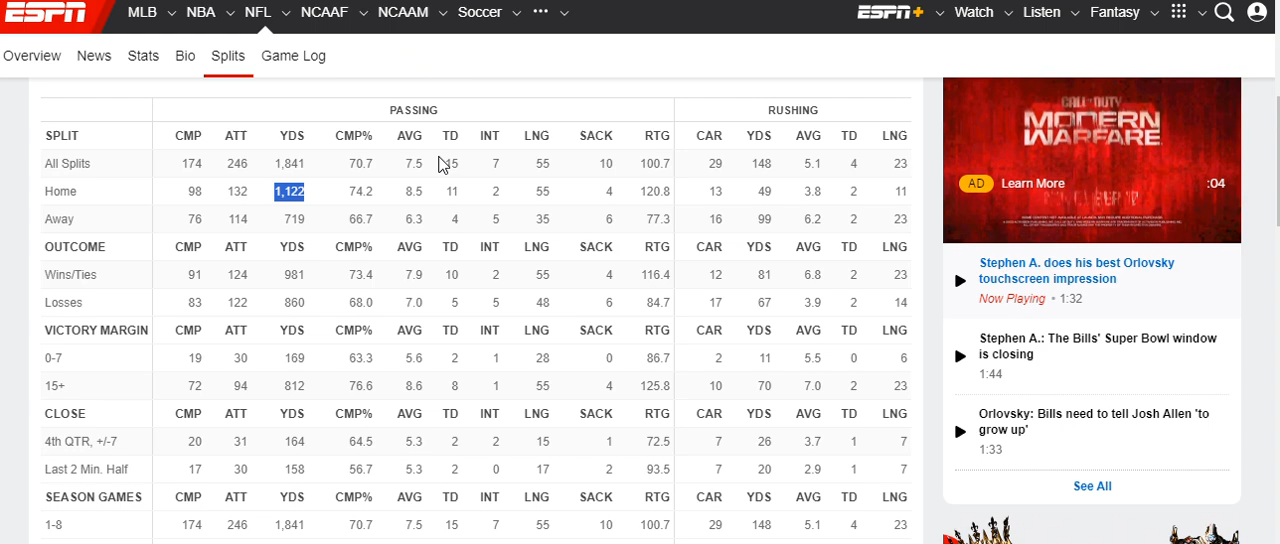 ESPN MLB NBA NFL NCAAF NCAAM Soccer ••• ESPN+ Watch Listen Fantasy
Overview News Stats Bio Splits Game Log
PASSING RUSHING
SPLIT CMP ATT YDS CMP% AVG TD INT LNG SACK RTG CAR YDS AVG TD LNG
All Splits 174 246 1,841 70.7 7.5 15 7 55 10 100.7 29 148 5.1 4 23
Home 98 132 1,122 74.2 8.5 11 2 55 4 120.8 13 49 3.8 2 11
Away 76 114 719 66.7 6.3 4 5 35 6 77.3 16 99 6.2 2 23
OUTCOME CMP ATT YDS CMP% AVG TD INT LNG SACK RTG CAR YDS AVG TD LNG
Wins/Ties 91 124 981 73.4 7.9 10 2 55 4 116.4 12 81 6.8 2 23
Losses 83 122 860 68.0 7.0 5 5 48 6 84.7 17 67 3.9 2 14
VICTORY MARGIN CMP ATT YDS CMP% AVG TD INT LNG SACK RTG CAR YDS AVG TD LNG
0-7 19 30 169 63.3 5.6 2 1 28 0 86.7 2 11 5.5 0 6
15+ 72 94 812 76.6 8.6 8 1 55 4 125.8 10 70 7.0 2 23
CLOSE CMP ATT YDS CMP% AVG TD INT LNG SACK RTG CAR YDS AVG TD LNG
4th QTR, +/-7 20 31 164 64.5 5.3 2 2 15 1 72.5 7 26 3.7 1 7
Last 2 Min. Half 17 30 158 56.7 5.3 2 0 17 2 93.5 7 20 2.9 1 7
SEASON GAMES CMP ATT YDS CMP% AVG TD INT LNG SACK RTG CAR YDS AVG TD LNG
1-8 174 246 1,841 70.7 7.5 15 7 55 10 100.7 29 148 5.1 4 23
CALL OF DUTY
MODERN
WARFARE
AD Learn More :04
Stephen A. does his best Orlovsky
touchscreen impression
Now Playing • 1:32
Stephen A.: The Bills' Super Bowl window
is closing
1:44
Orlovsky: Bills need to tell Josh Allen 'to
grow up'
1:33
See All